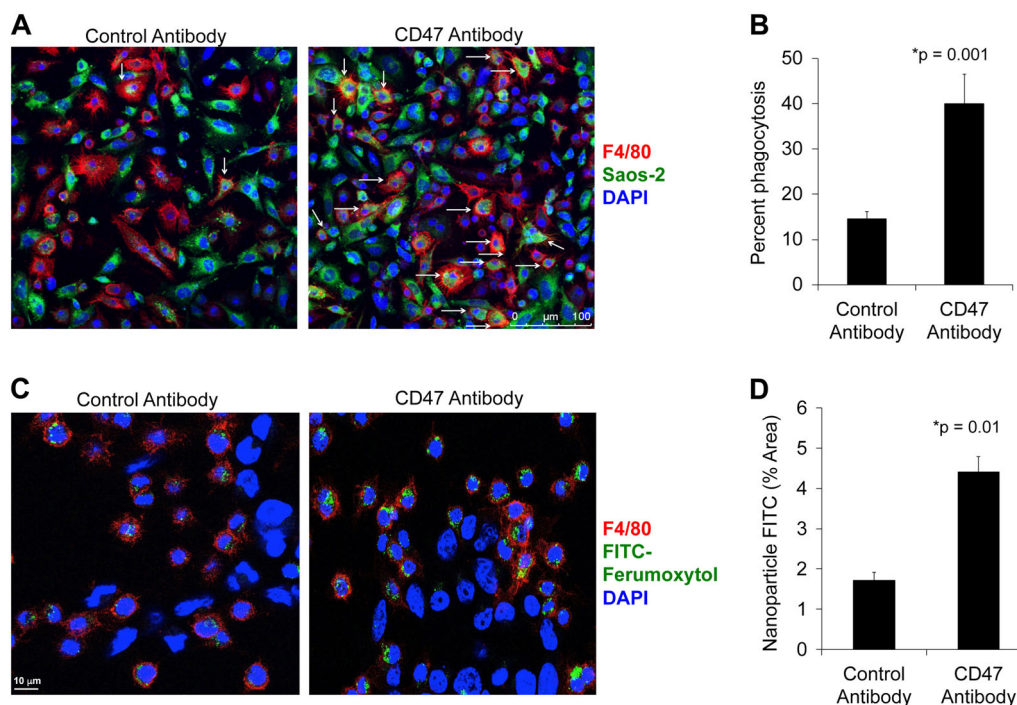 A
Control Antibody
CD47 Antibody
F4/80
Saos-2
DAPI
0 µm 100
B
*p = 0.001
Percent phagocytosis
50
40
30
20
10
0
Control
Antibody
CD47
Antibody
C
Control Antibody
CD47 Antibody
F4/80
FITC-
Ferumoxytol
DAPI
10 µm
D
*p = 0.01
Nanoparticle FITC (% Area)
6
5
4
3
2
1
0
Control
Antibody
CD47
Antibody